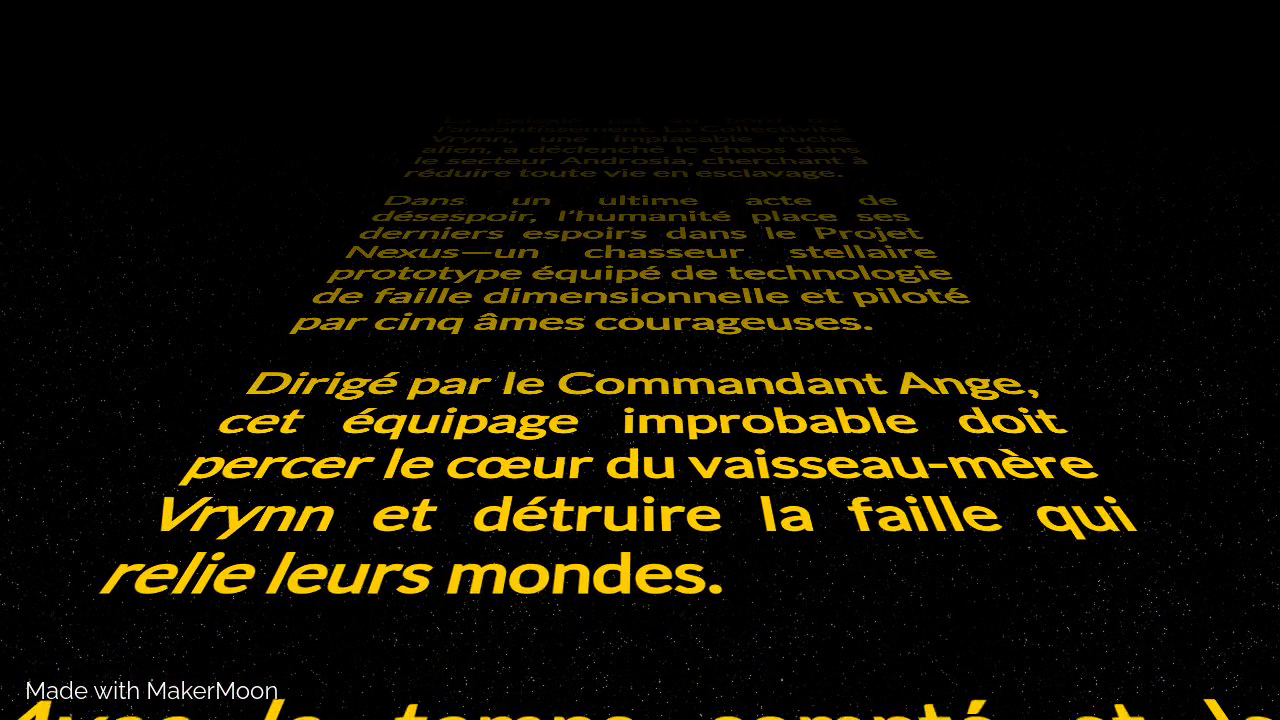 l'anéantissement. La Collectivité
Vrynn, une implacable ruche
alien, a déclenché le chaos dans
le secteur Androsia, cherchant à
réduire toute vie en esclavage.
Dans un ultime acte de
désespoir, l'humanité place ses
derniers espoirs dans le Projet
Nexus—un chasseur stellaire
prototype équipé de technologie
de faille dimensionnelle et piloté
par cinq âmes courageuses.
Dirigé par le Commandant Ange,
cet équipage improbable doit
percer le cœur du vaisseau-mère
Vrynn et détruire la faille qui
relie leurs mondes.
Made with MakerMoon
Avec le temps compté et